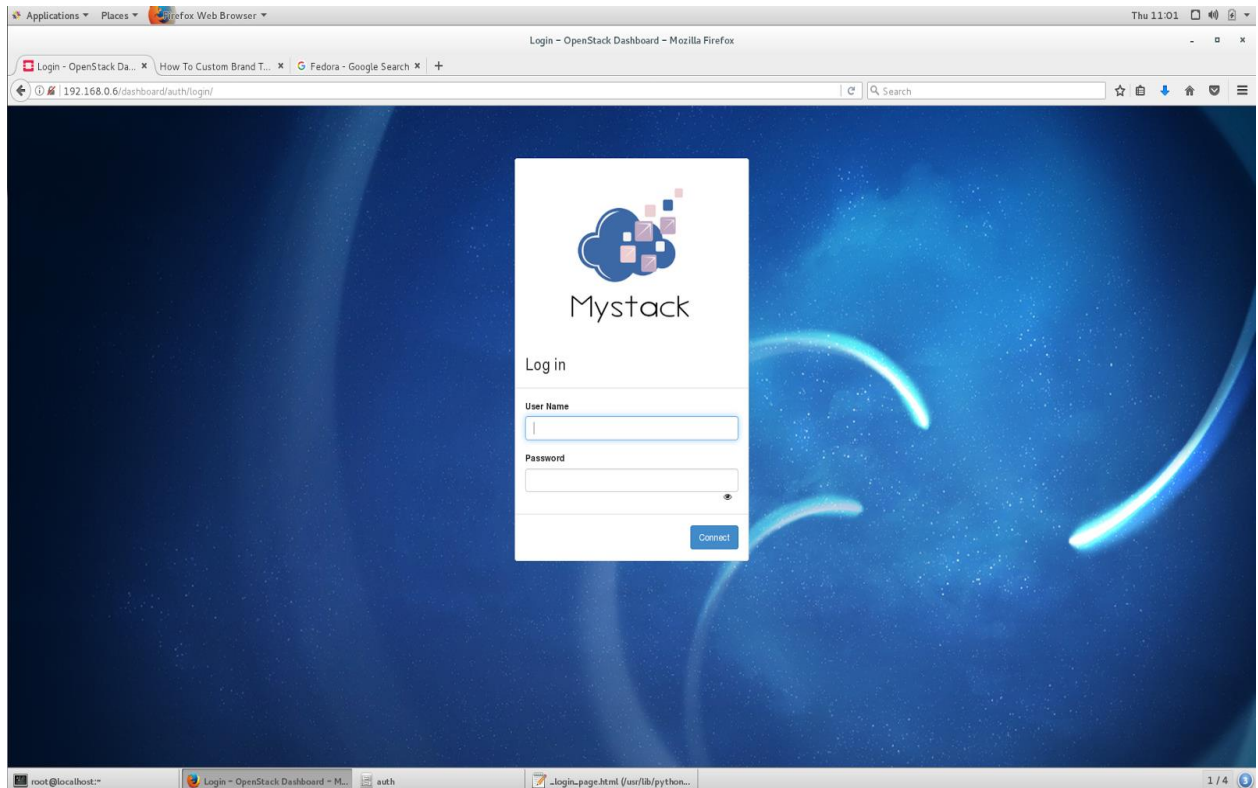 Applications Places Firefox Web Browser Thu 11:01
Login - OpenStack Dashboard - Mozilla Firefox
Login - OpenStack Da... How To Custom Brand T... Fedora - Google Search
192.168.0.6/dashboard/auth/login/ Search
Mystack
Log in
User Name
Password
Connect
root@localhost:~ Login - OpenStack Dashboard - M... auth _login_page.html (/usr/lib/python... 1 / 4 3